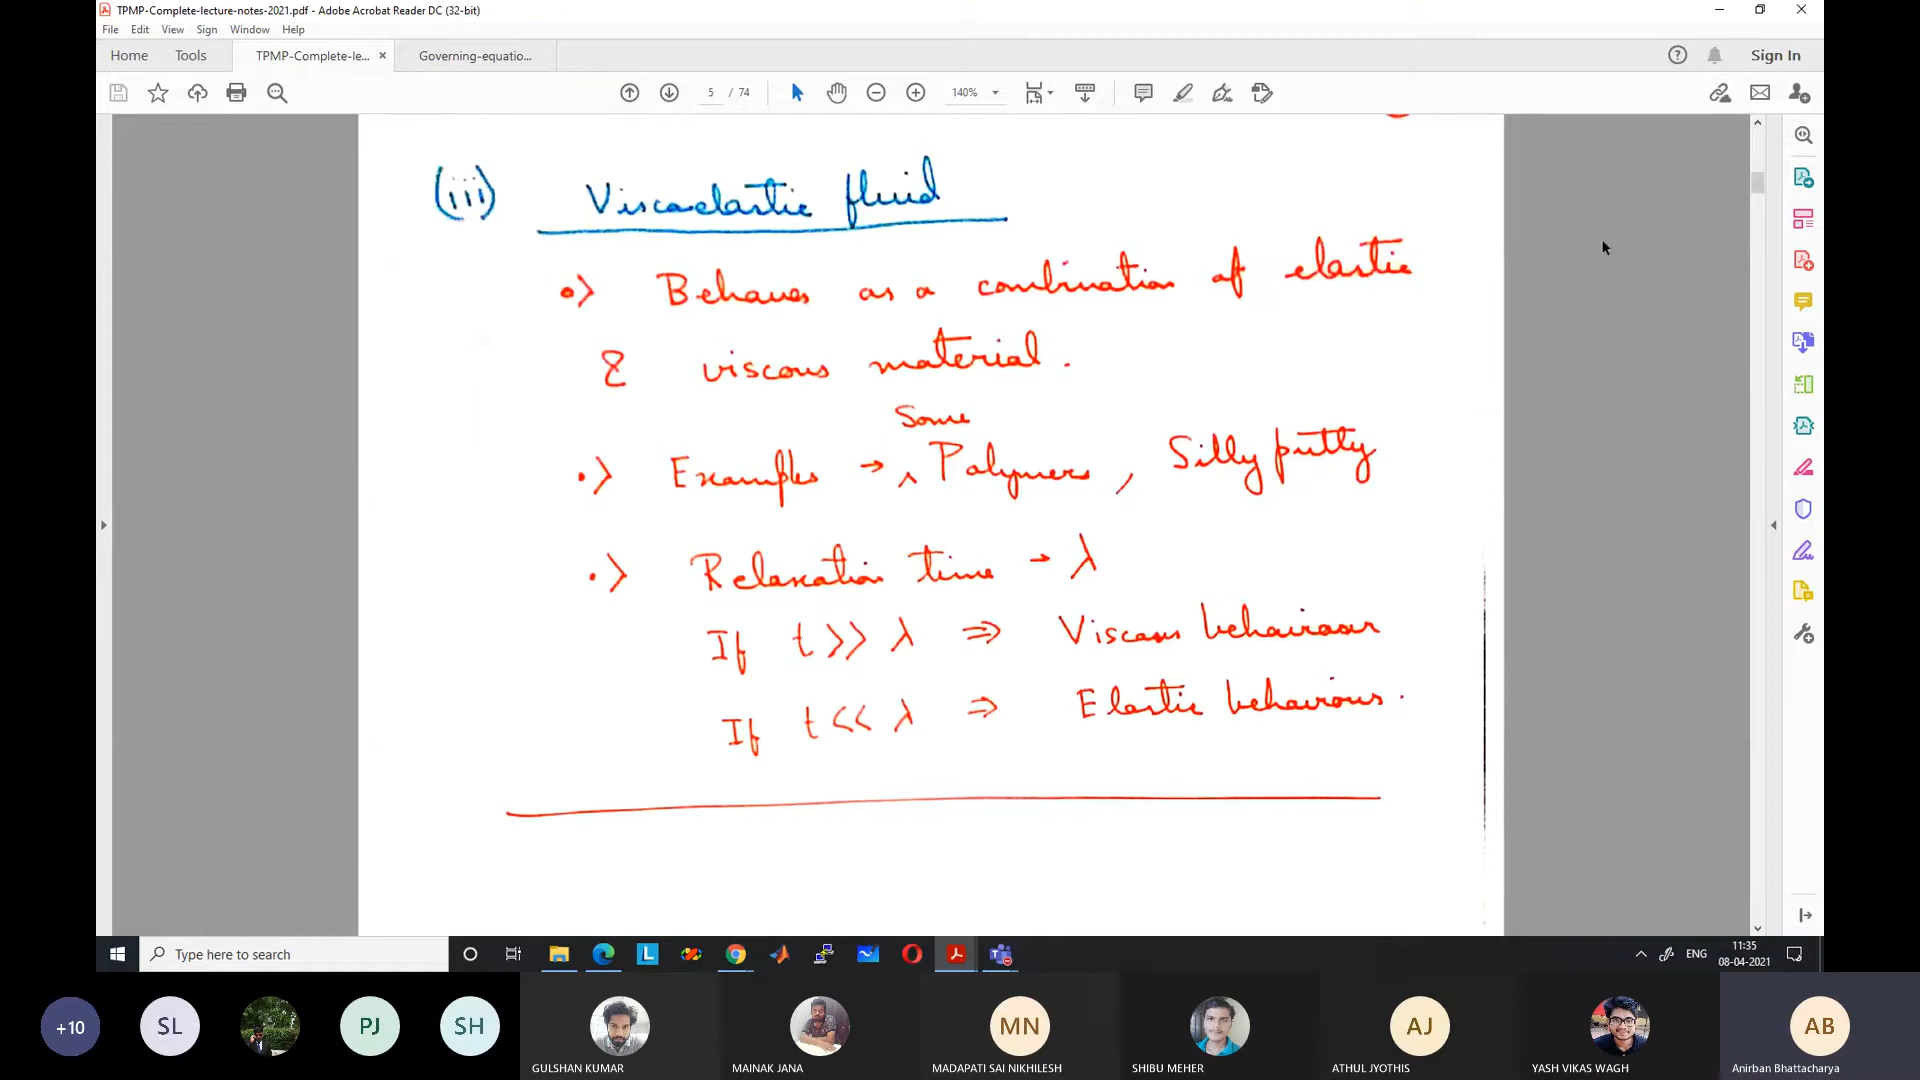 TPMP-Complete-lecture-notes-2021.pdf - Adobe Acrobat Reader DC (32-bit)
File Edit View Sign Window Help
Home Tools TPMP-Complete-le... × Governing-equatio... Sign In
5 / 74 140%
(iii) Viscoelastic fluid
•> Behaves as a combination of elastic
& viscous material.
Some
•> Examples → ^ Polymers, Silly putty
•> Relaxation time → λ
If t >> λ ⇒ Viscous behaviour
If t << λ ⇒ Elastic behaviour.
Type here to search
ENG
11:35
08-04-2021
+10 SL PJ SH MN AJ AB
GULSHAN KUMAR MAINAK JANA MADAPATI SAI NIKHILESH SHIBU MEHER ATHUL JYOTHIS YASH VIKAS WAGH Anirban Bhattacharya